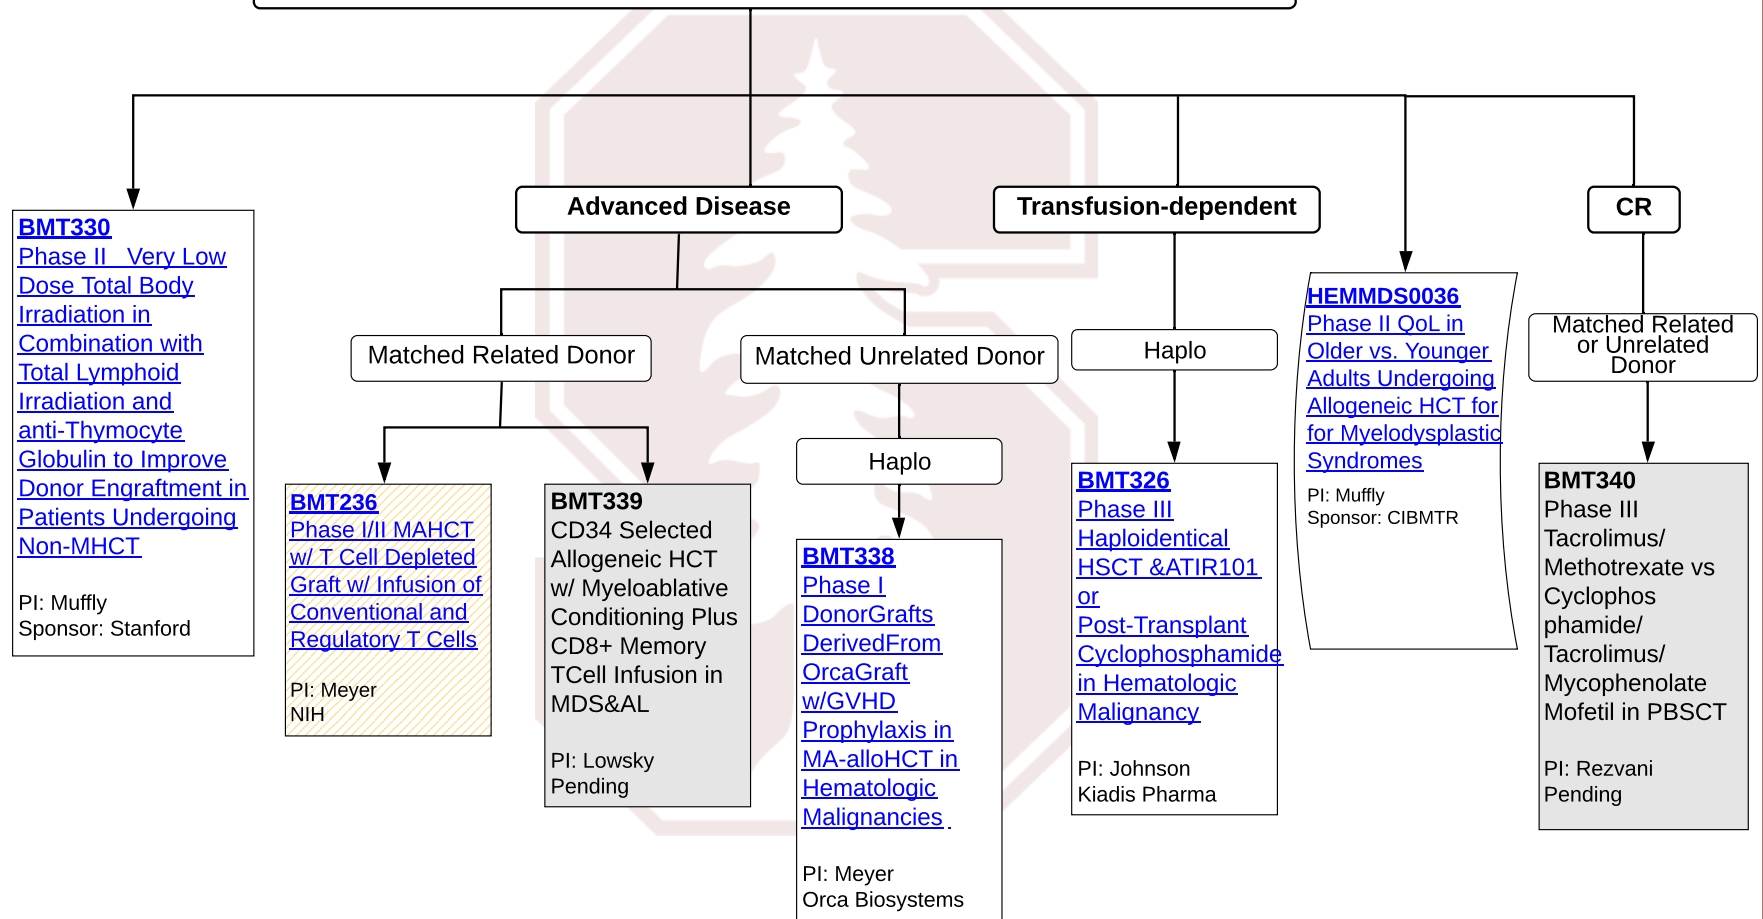 Advanced Disease
Transfusion-dependent
CR
BMT330
Phase II   Very Low
Dose Total Body
Irradiation in
Combination with
Total Lymphoid
Irradiation and
anti-Thymocyte
Globulin to Improve
Donor Engraftment in
Patients Undergoing
Non-MHCT
PI: Muffly
Sponsor: Stanford
Matched Related Donor
Matched Unrelated Donor
BMT236
Phase I/II MAHCT
w/ T Cell Depleted
Graft w/ Infusion of
Conventional and
Regulatory T Cells
PI: Meyer
NIH
BMT339
CD34 Selected
Allogeneic HCT
w/ Myeloablative
Conditioning Plus
CD8+ Memory
TCell Infusion in
MDS&AL
PI: Lowsky
Pending
Haplo
BMT338
Phase I
DonorGrafts
DerivedFrom
OrcaGraft
w/GVHD
Prophylaxis in
MA-alloHCT in
Hematologic
Malignancies .
PI: Meyer
Orca Biosystems
Haplo
BMT326
Phase III
Haploidentical
HSCT &ATIR101
or
Post-Transplant
Cyclophosphamide
in Hematologic
Malignancy
PI: Johnson
Kiadis Pharma
HEMMDS0036
Phase II QoL in
Older vs. Younger
Adults Undergoing
Allogeneic HCT for
for Myelodysplastic
Syndromes
PI: Muffly
Sponsor: CIBMTR
Matched Related
or Unrelated
Donor
BMT340
Phase III
Tacrolimus/
Methotrexate vs
Cyclophos
phamide/
Tacrolimus/
Mycophenolate
Mofetil in PBSCT
PI: Rezvani
Pending